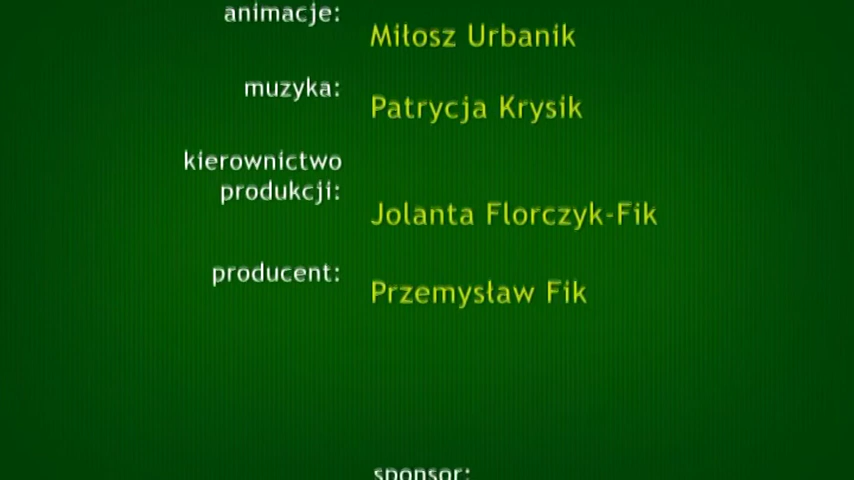 animacje:
Miłosz Urbanik
muzyka:
Patrycja Krysik
kierownictwo
produkcji:
Jolanta Florczyk-Fik
producent:
Przemysław Fik
sponsor: